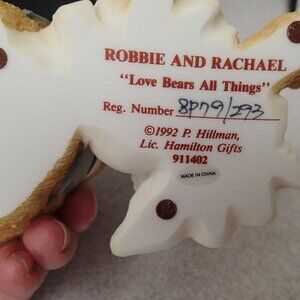 ROBBIE AND RACHAEL
“Love Bears All Things”
Reg. Number 8P79/293
©1992 P. Hillman,
Lic. Hamilton Gifts
911402
MADE IN CHINA